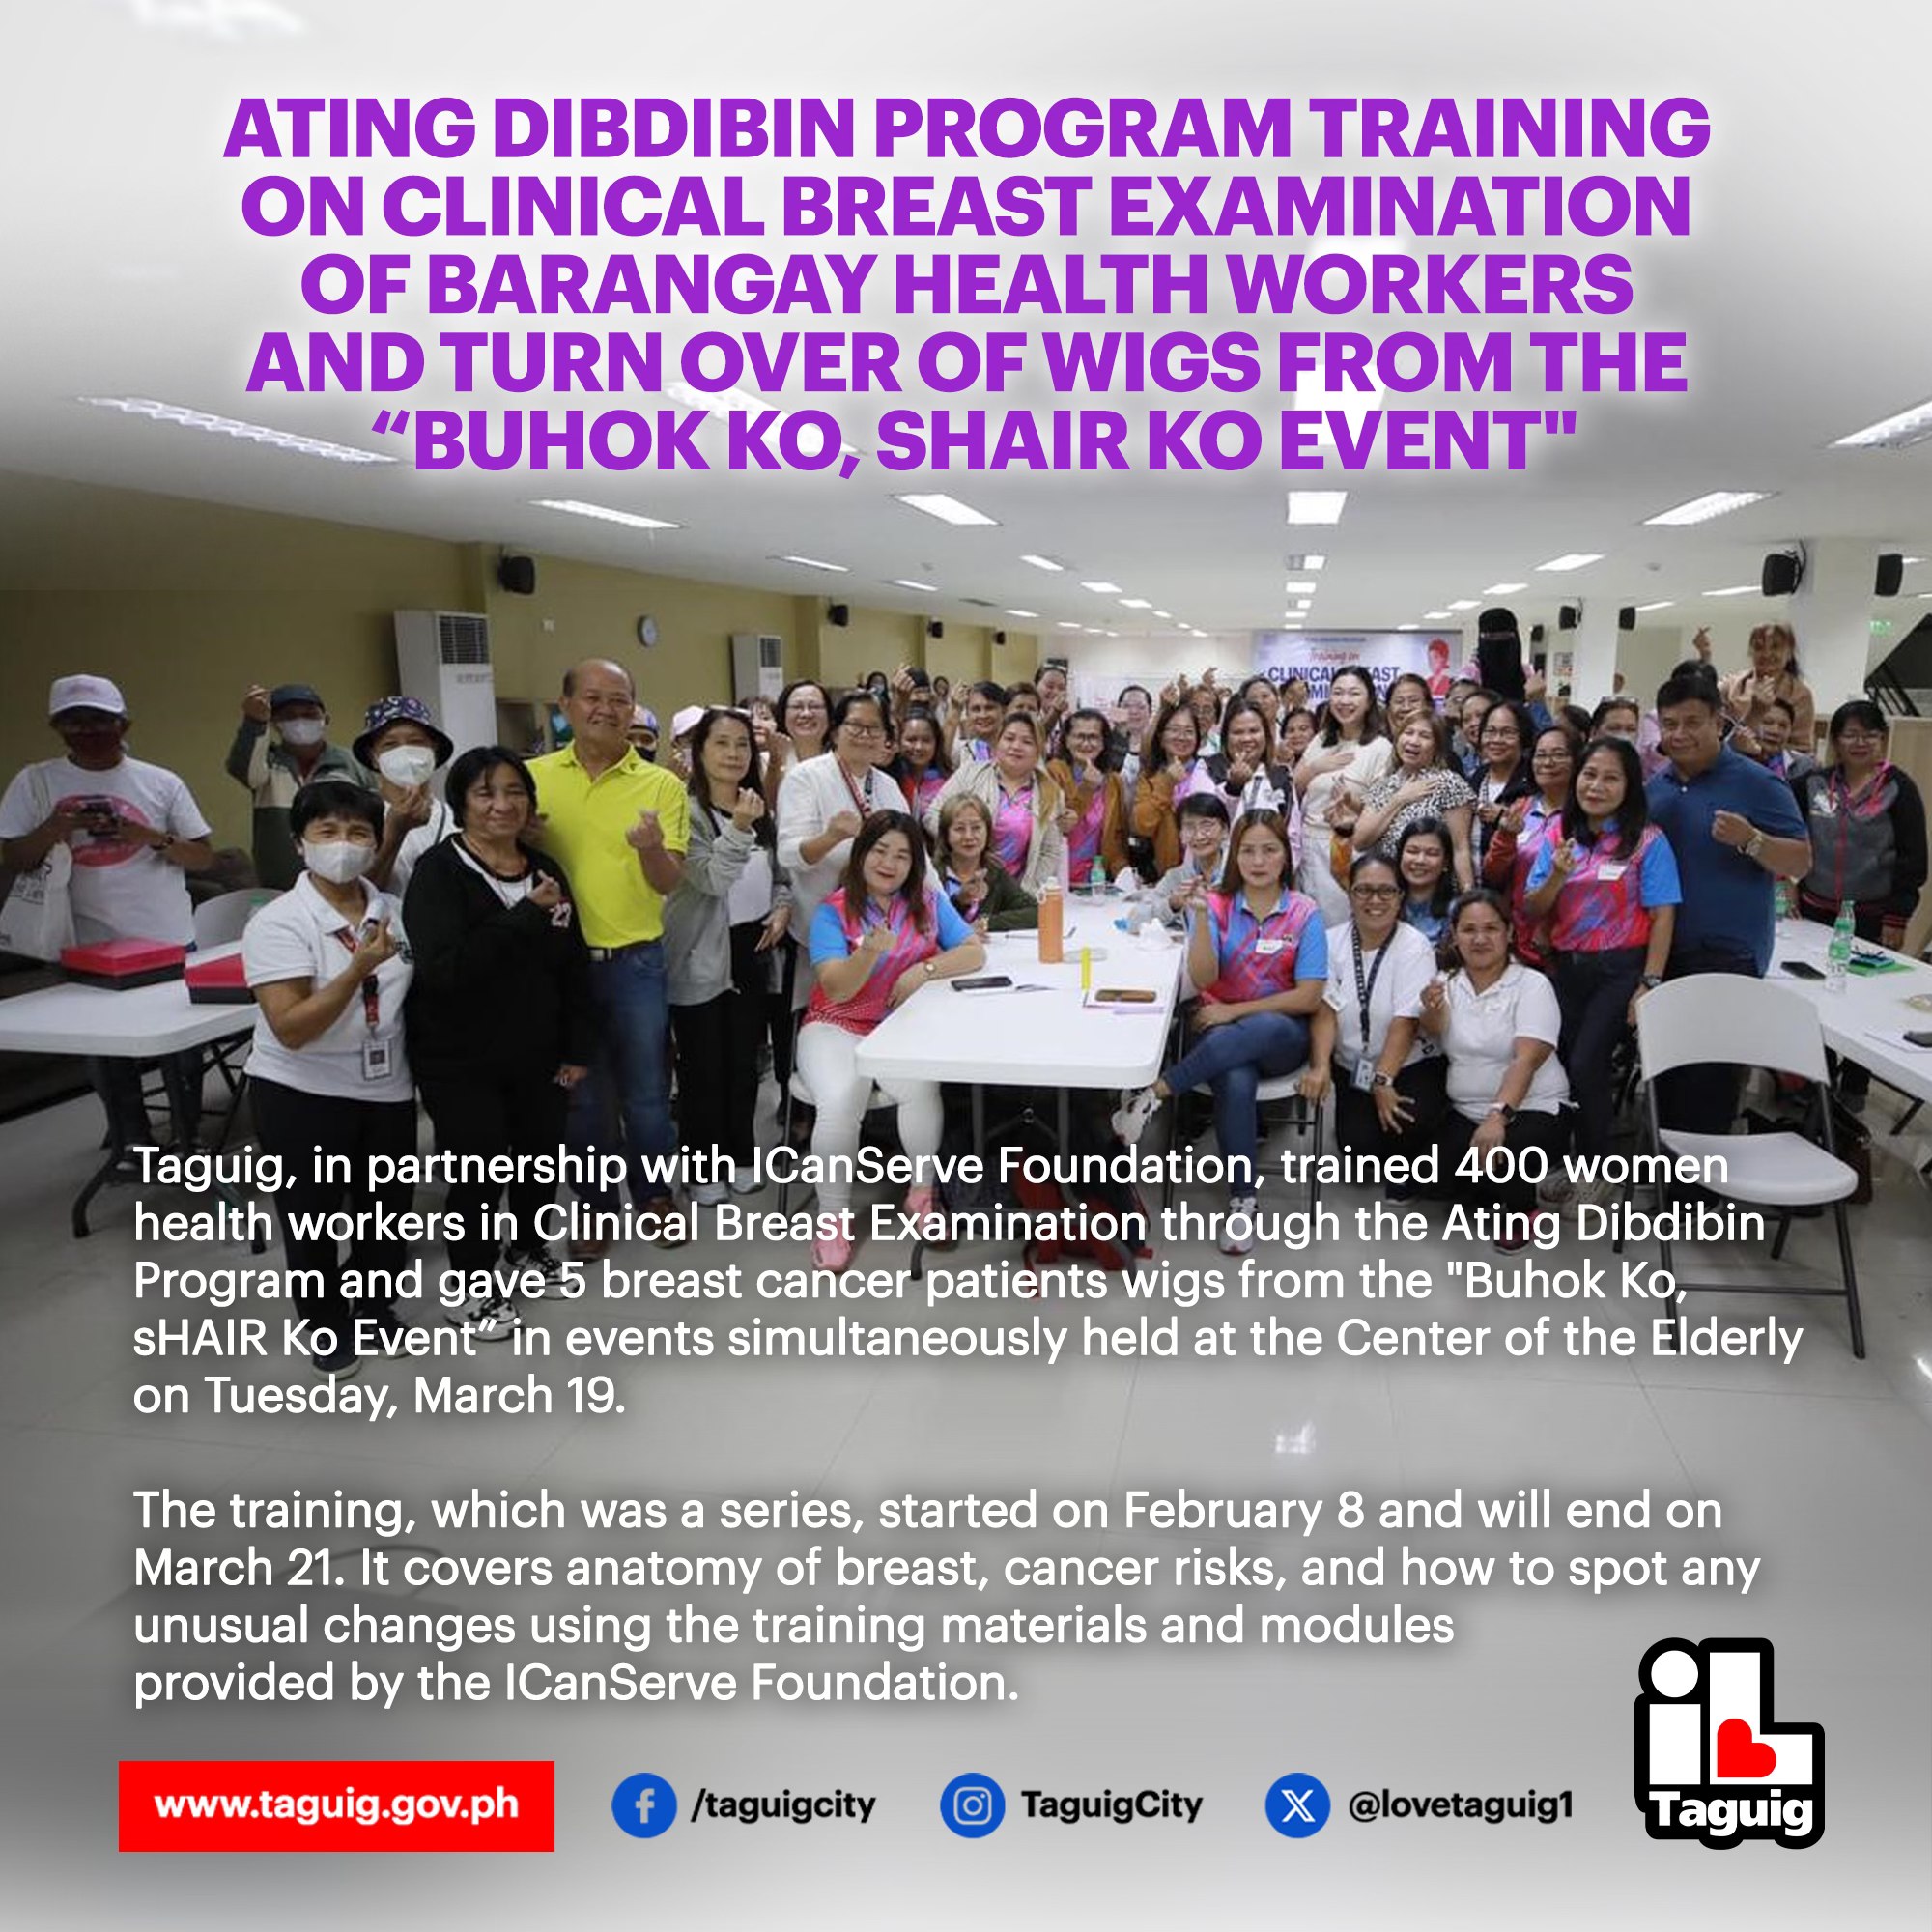 ATING DIBDIBIN PROGRAM TRAINING
ON CLINICAL BREAST EXAMINATION
OF BARANGAY HEALTH WORKERS
AND TURN OVER OF WIGS FROM THE
“BUHOK KO, SHAIR KO EVENT"
Training on
CLINICAL BREAST
Taguig, in partnership with ICanServe Foundation, trained 400 women
health workers in Clinical Breast Examination through the Ating Dibdibin
Program and gave 5 breast cancer patients wigs from the "Buhok Ko,
sHAIR Ko Event” in events simultaneously held at the Center of the Elderly
on Tuesday, March 19.
The training, which was a series, started on February 8 and will end on
March 21. It covers anatomy of breast, cancer risks, and how to spot any
unusual changes using the training materials and modules
provided by the ICanServe Foundation.
www.taguig.gov.ph
/taguigcity
TaguigCity
@lovetaguig1
iL
Taguig